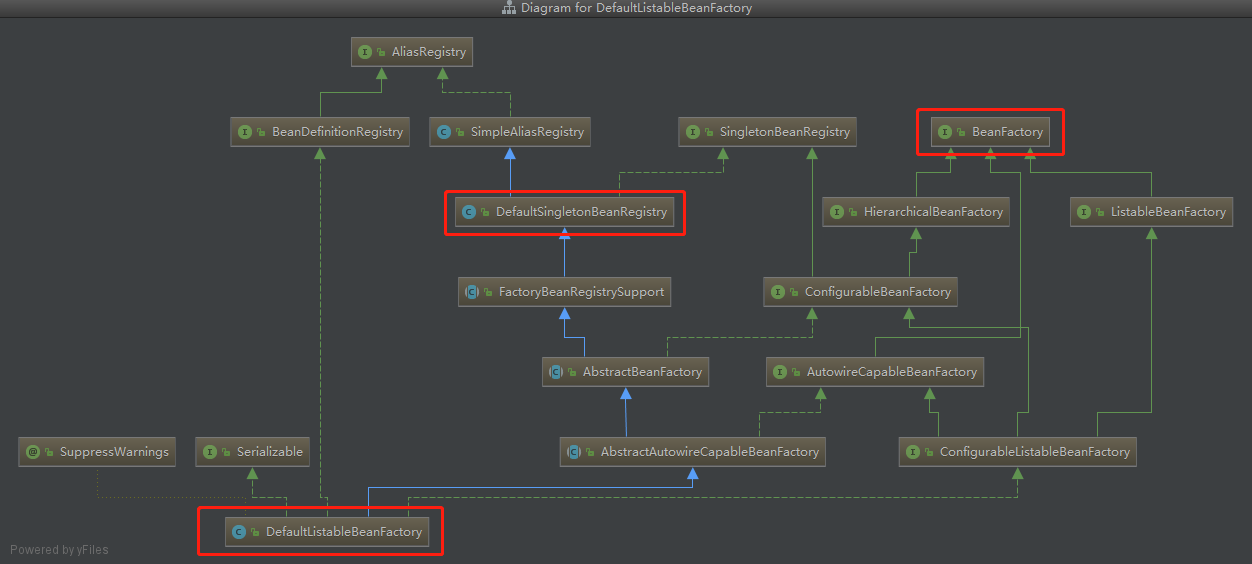 Diagram for DefaultListableBeanFactory
AliasRegistry
BeanDefinitionRegistry
SimpleAliasRegistry
SingletonBeanRegistry
BeanFactory
DefaultSingletonBeanRegistry
HierarchicalBeanFactory
ListableBeanFactory
FactoryBeanRegistrySupport
ConfigurableBeanFactory
AbstractBeanFactory
AutowireCapableBeanFactory
SuppressWarnings
Serializable
AbstractAutowireCapableBeanFactory
ConfigurableListableBeanFactory
DefaultListableBeanFactory
Powered by yFiles